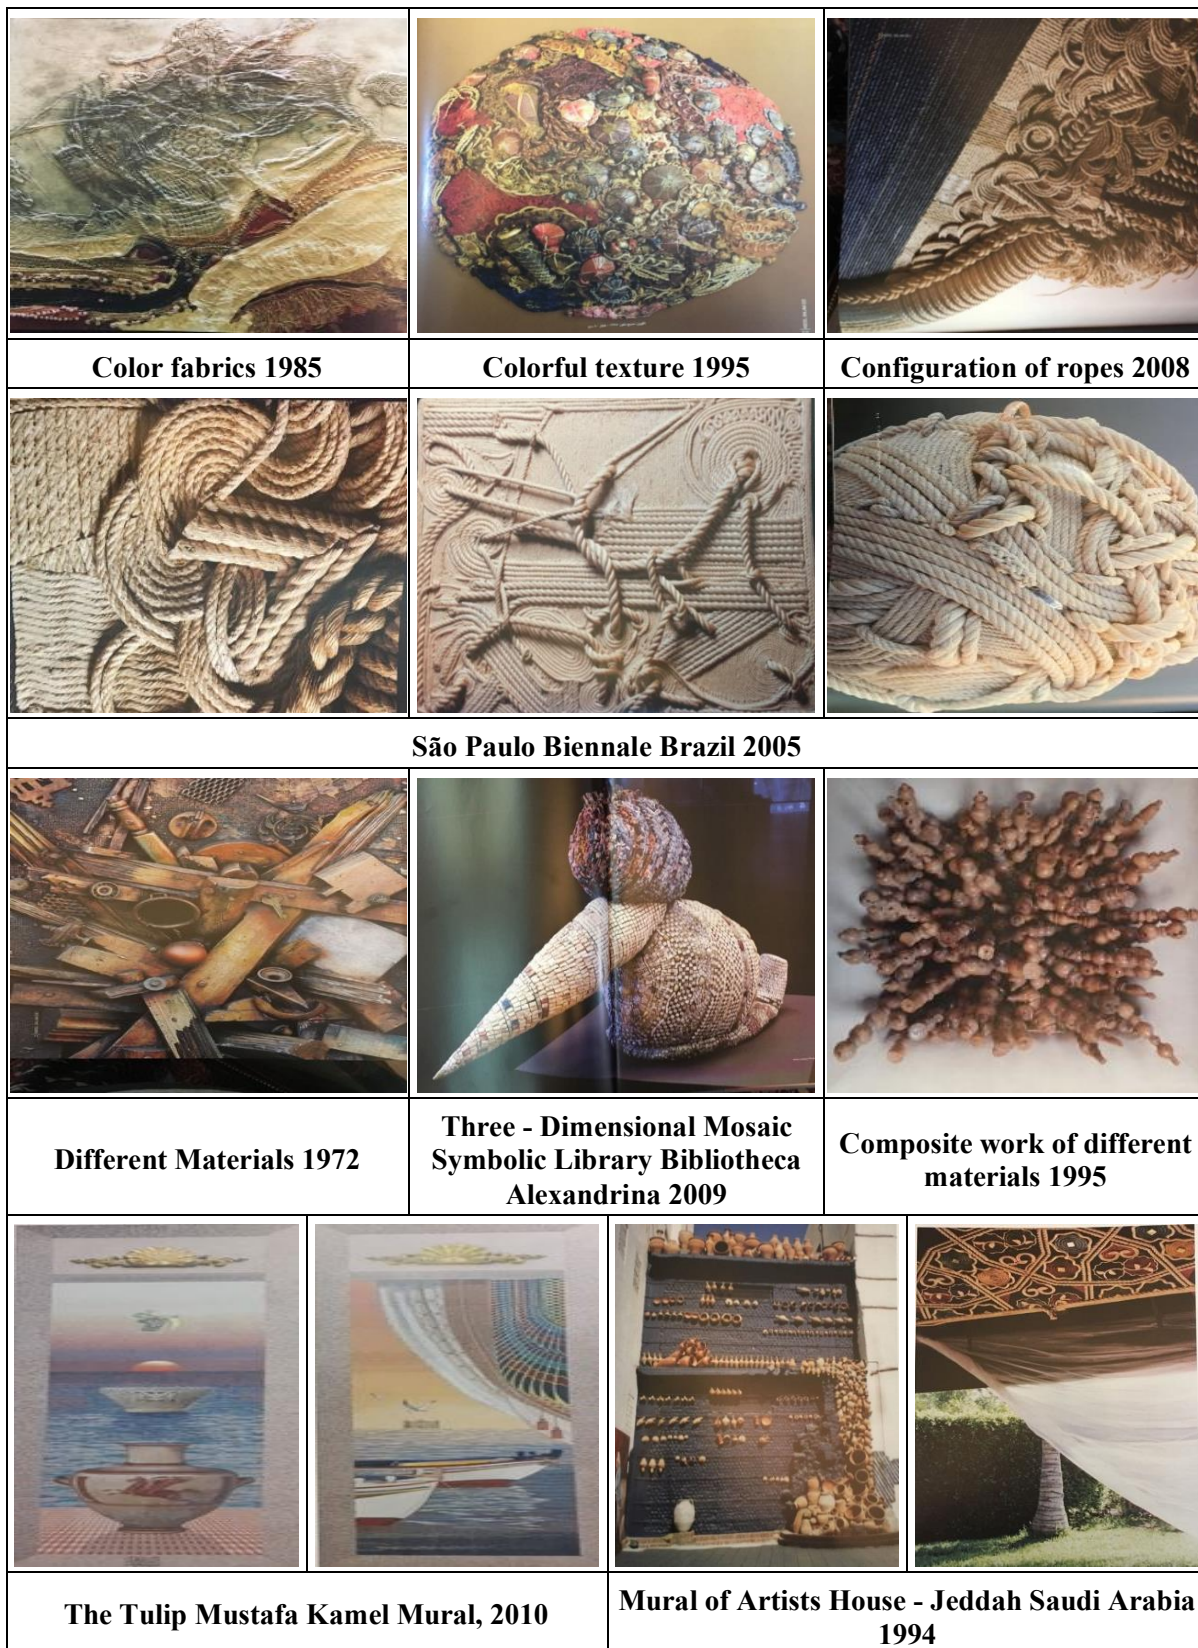 Color fabrics 1985
Colorful texture 1995
Configuration of ropes 2008
São Paulo Biennale Brazil 2005
Different Materials 1972
Three - Dimensional Mosaic
Symbolic Library Bibliotheca
Alexandrina 2009
Composite work of different
materials 1995
The Tulip Mustafa Kamel Mural, 2010
Mural of Artists House - Jeddah Saudi Arabia
1994